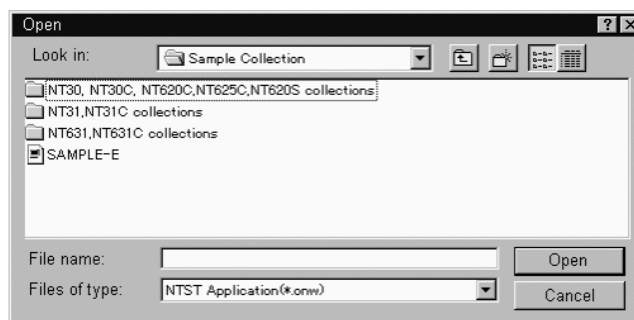 Open
Look in: Sample Collection
NT30, NT30C, NT620C,NT625C,NT620S collections
NT31,NT31C collections
NT631,NT631C collections
SAMPLE-E
File name: Open
Files of type: NTST Application(*.onw) Cancel